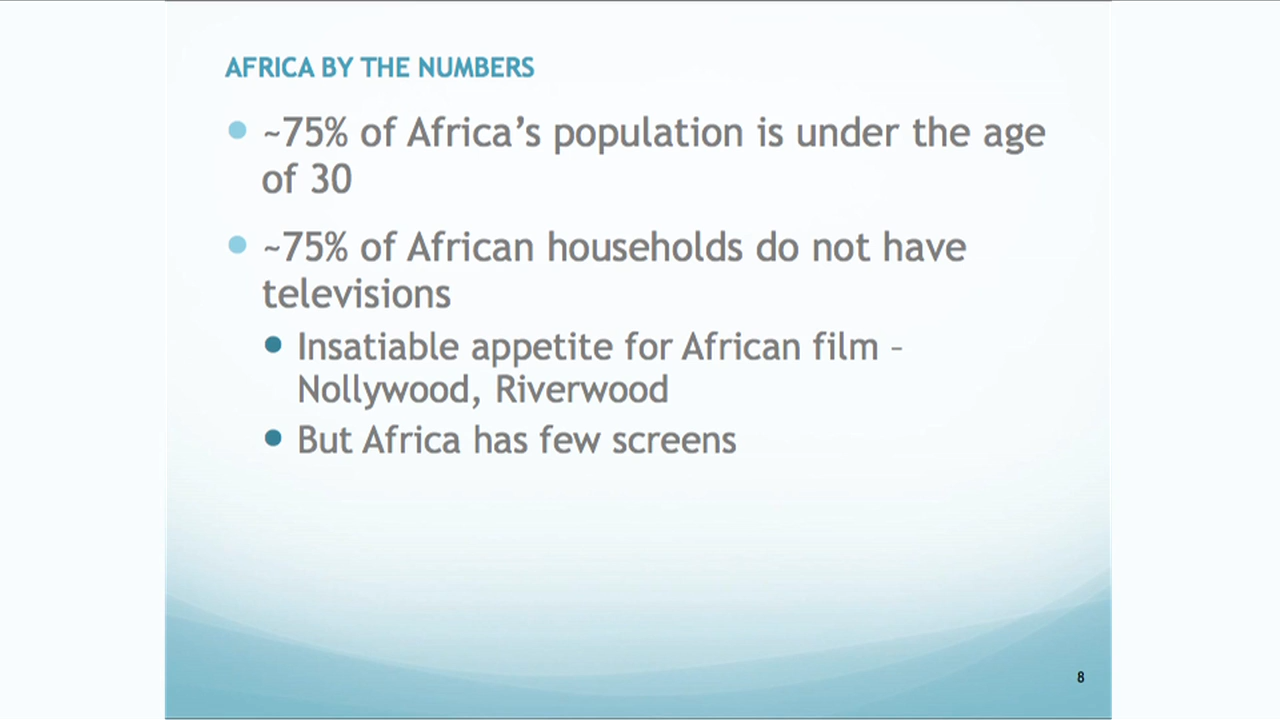 AFRICA BY THE NUMBERS
~75% of Africa’s population is under the age
of 30
~75% of African households do not have
televisions
Insatiable appetite for African film –
Nollywood, Riverwood
But Africa has few screens
8